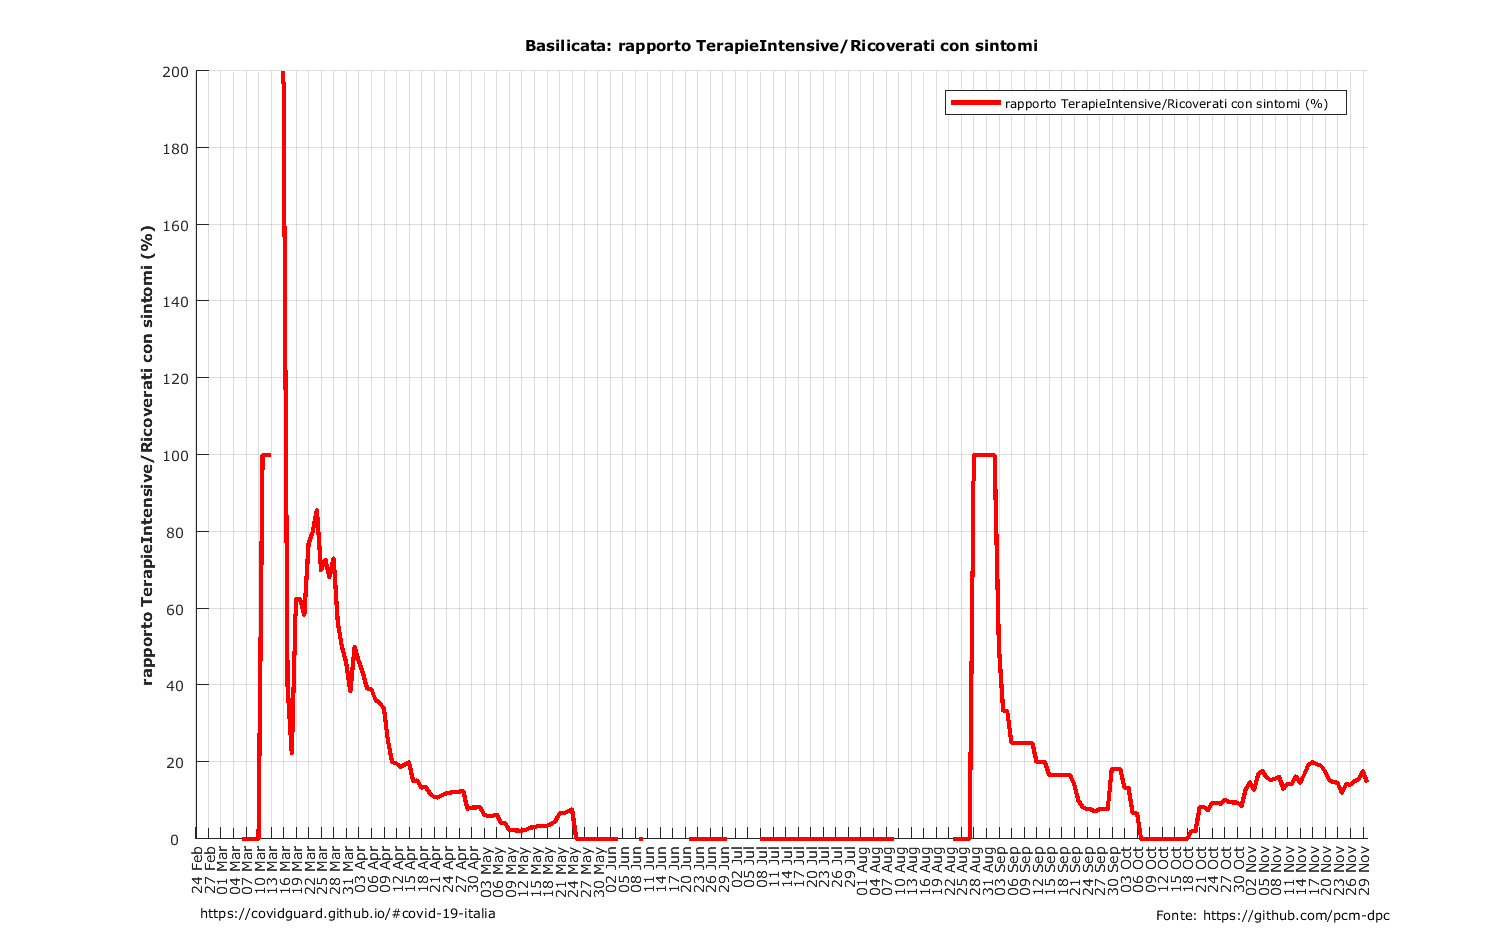 Basilicata: rapporto TerapieIntensive/Ricoverati con sintomi
rapporto TerapieIntensive/Ricoverati con sintomi (%)
rapporto TerapieIntensive/Ricoverati con sintomi (%)
200
180
160
140
120
100
80
60
40
20
0
24 Feb
27 Feb
01 Mar
04 Mar
07 Mar
10 Mar
13 Mar
16 Mar
19 Mar
22 Mar
25 Mar
28 Mar
31 Mar
03 Apr
06 Apr
09 Apr
12 Apr
15 Apr
18 Apr
21 Apr
24 Apr
27 Apr
30 Apr
03 May
06 May
09 May
12 May
15 May
18 May
21 May
24 May
27 May
30 May
02 Jun
05 Jun
08 Jun
11 Jun
14 Jun
17 Jun
20 Jun
23 Jun
26 Jun
29 Jun
02 Jul
05 Jul
08 Jul
11 Jul
14 Jul
17 Jul
20 Jul
23 Jul
26 Jul
29 Jul
01 Aug
04 Aug
07 Aug
10 Aug
13 Aug
16 Aug
19 Aug
22 Aug
25 Aug
28 Aug
31 Aug
03 Sep
06 Sep
09 Sep
12 Sep
15 Sep
18 Sep
21 Sep
24 Sep
27 Sep
30 Sep
03 Oct
06 Oct
09 Oct
12 Oct
15 Oct
18 Oct
21 Oct
24 Oct
27 Oct
30 Oct
02 Nov
05 Nov
08 Nov
11 Nov
14 Nov
17 Nov
20 Nov
23 Nov
26 Nov
29 Nov
https://covidguard.github.io/#covid-19-italia
Fonte: https://github.com/pcm-dpc